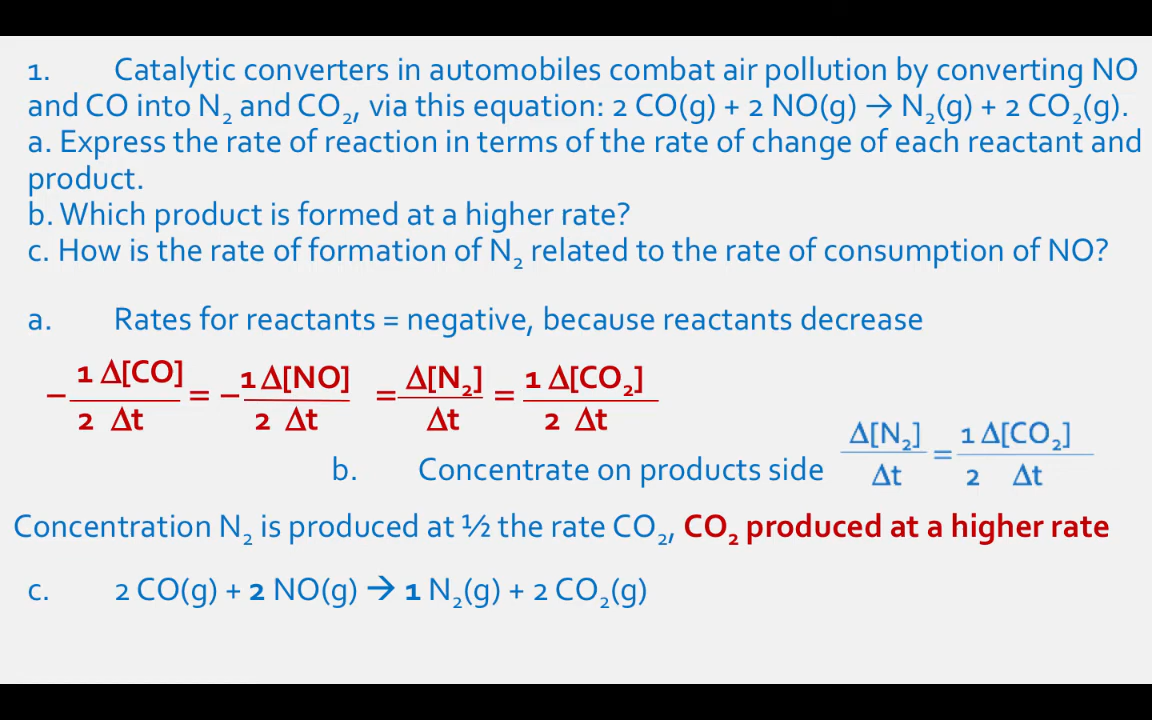 1. Catalytic converters in automobiles combat air pollution by converting NO
and CO into N₂ and CO₂, via this equation: 2 CO(g) + 2 NO(g) → N₂(g) + 2 CO₂(g).
a. Express the rate of reaction in terms of the rate of change of each reactant and
product.
b. Which product is formed at a higher rate?
c. How is the rate of formation of N₂ related to the rate of consumption of NO?
a. Rates for reactants = negative, because reactants decrease
− 1 Δ[CO] = − 1 Δ[NO] = Δ[N₂] = 1 Δ[CO₂]
2 Δt 2 Δt Δt 2 Δt
b. Concentrate on products side
Δ[N₂] = 1 Δ[CO₂]
Δt 2 Δt
Concentration N₂ is produced at ½ the rate CO₂, CO₂ produced at a higher rate
c. 2 CO(g) + 2 NO(g) → 1 N₂(g) + 2 CO₂(g)